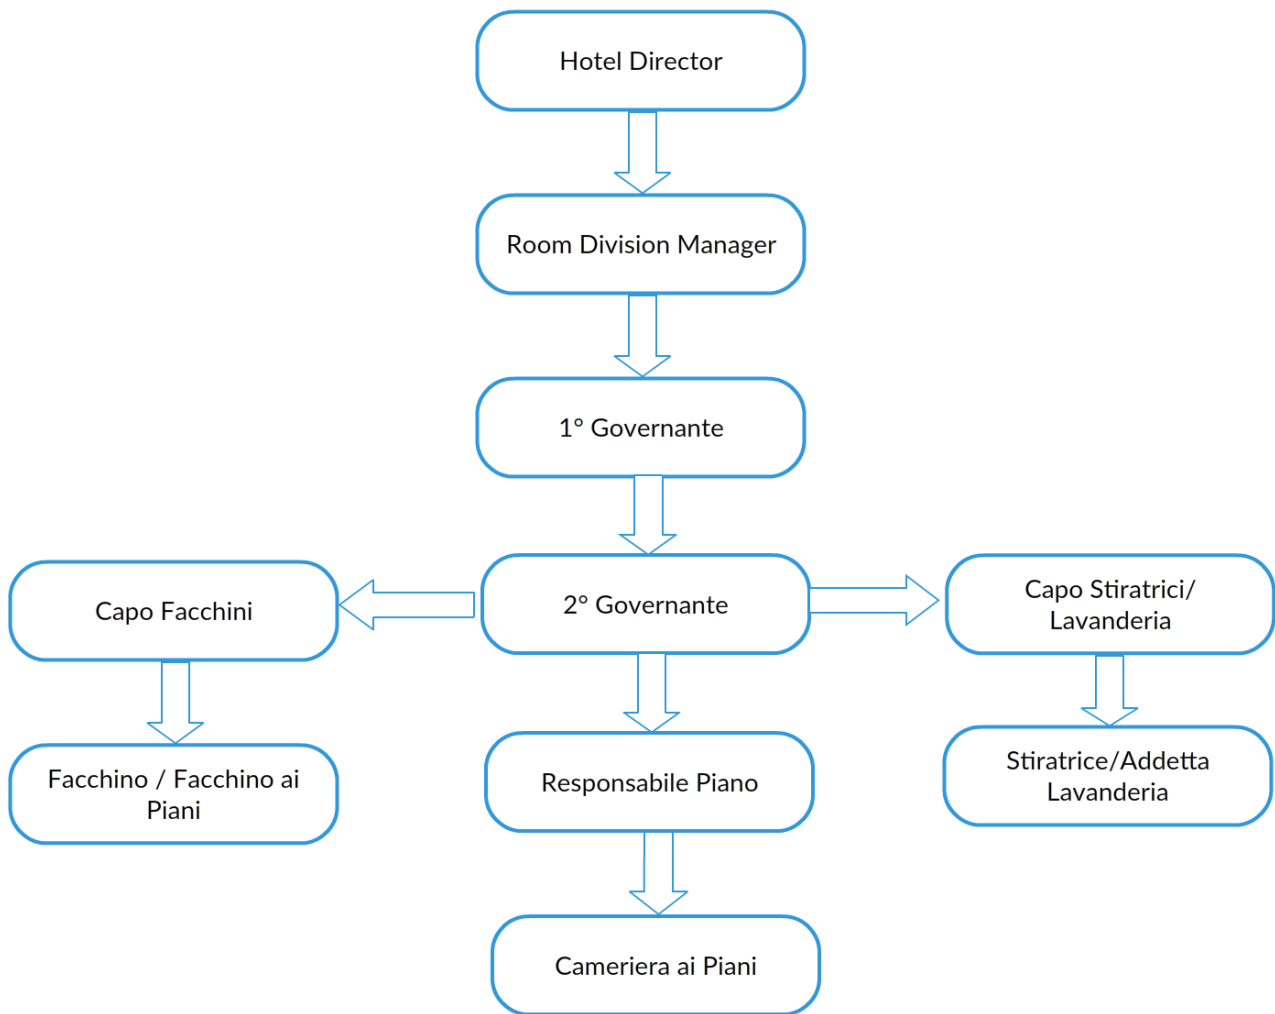 Hotel Director
Room Division Manager
1° Governante
Capo Facchini
2° Governante
Capo Stiratrici/
Lavanderia
Facchino / Facchino ai
Piani
Responsabile Piano
Stiratrice/Addetta
Lavanderia
Cameriera ai Piani